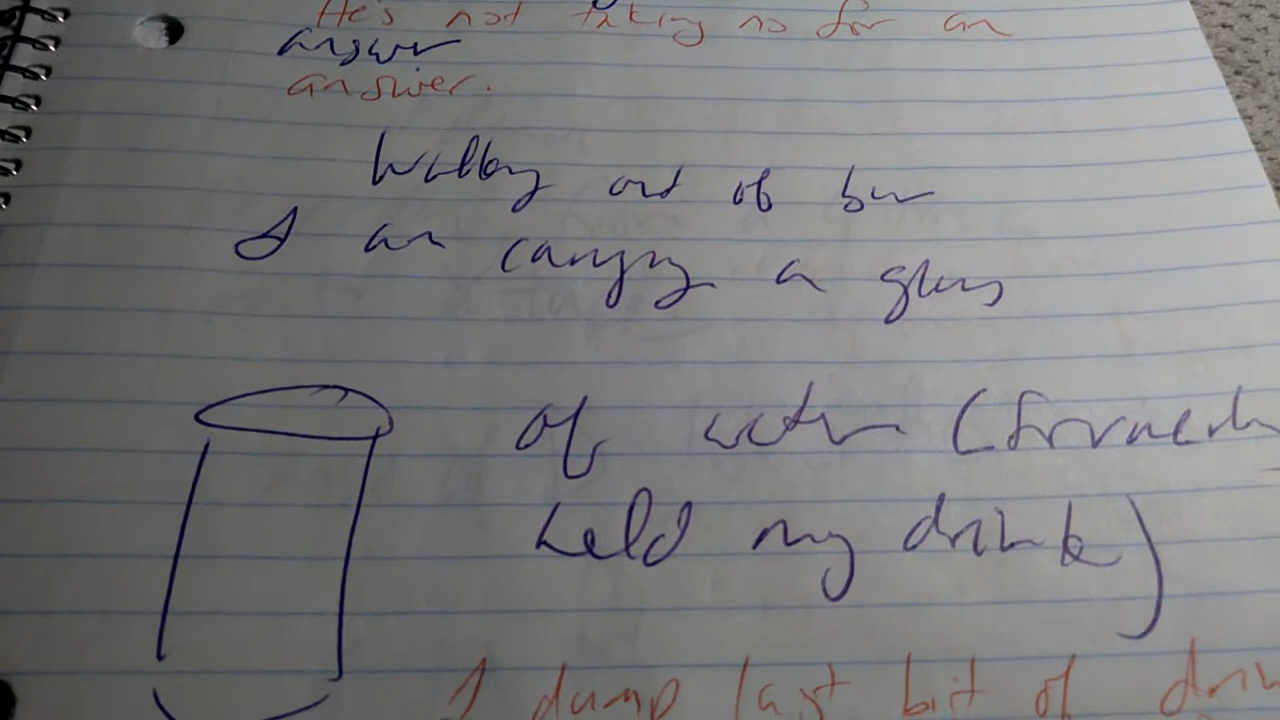 He's not taking no for an
answer
answer.
Walking out of bar
I am carrying a glass
of water (formerly
held my drink)
I dump last bit of